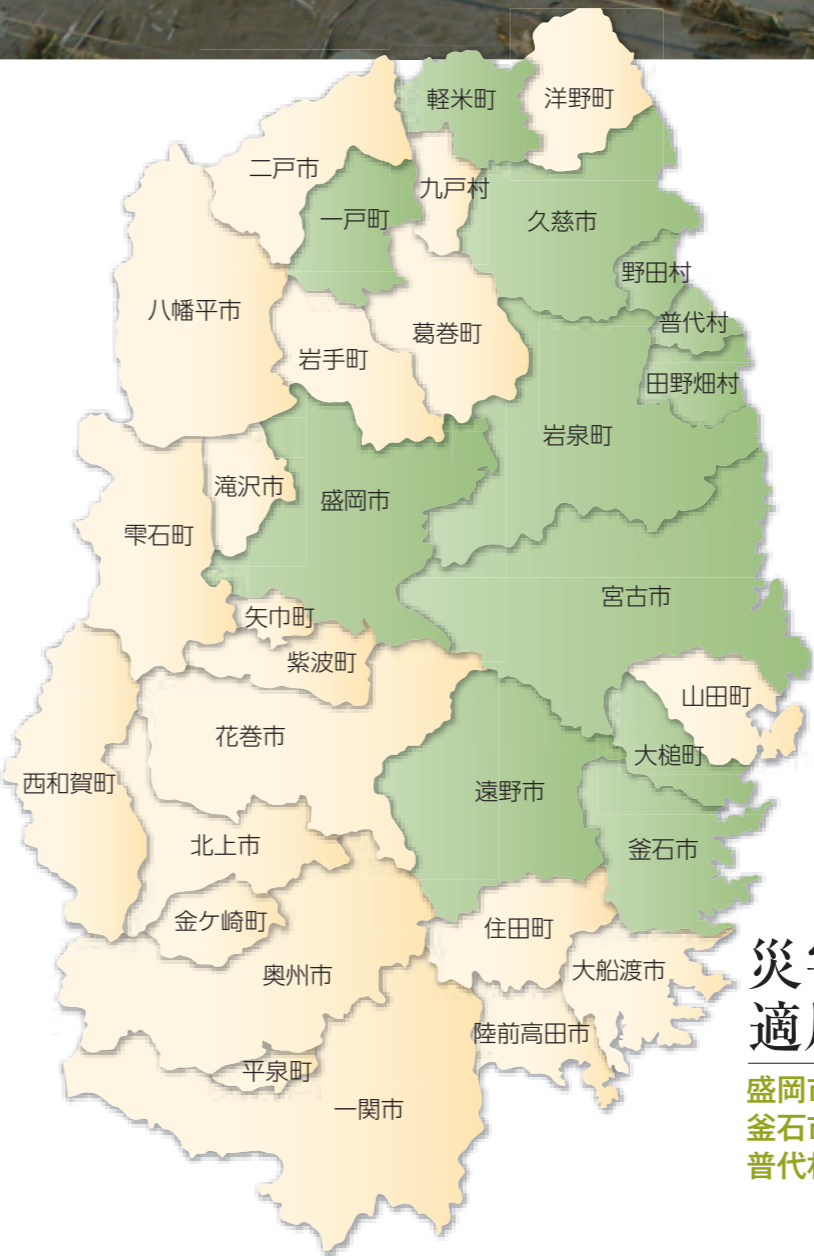 軽米町
洋野町
二戸市
九戸村
一戸町
久慈市
野田村
八幡平市
普代村
葛巻町
岩手町
田野畑村
岩泉町
滝沢市
盛岡市
雫石町
宮古市
矢巾町
紫波町
山田町
花巻市
大槌町
西和賀町
遠野市
北上市
釜石市
金ケ崎町
住田町
奥州市
大船渡市
陸前高田市
平泉町
一関市
災
適
盛岡市
釜石市
普代村